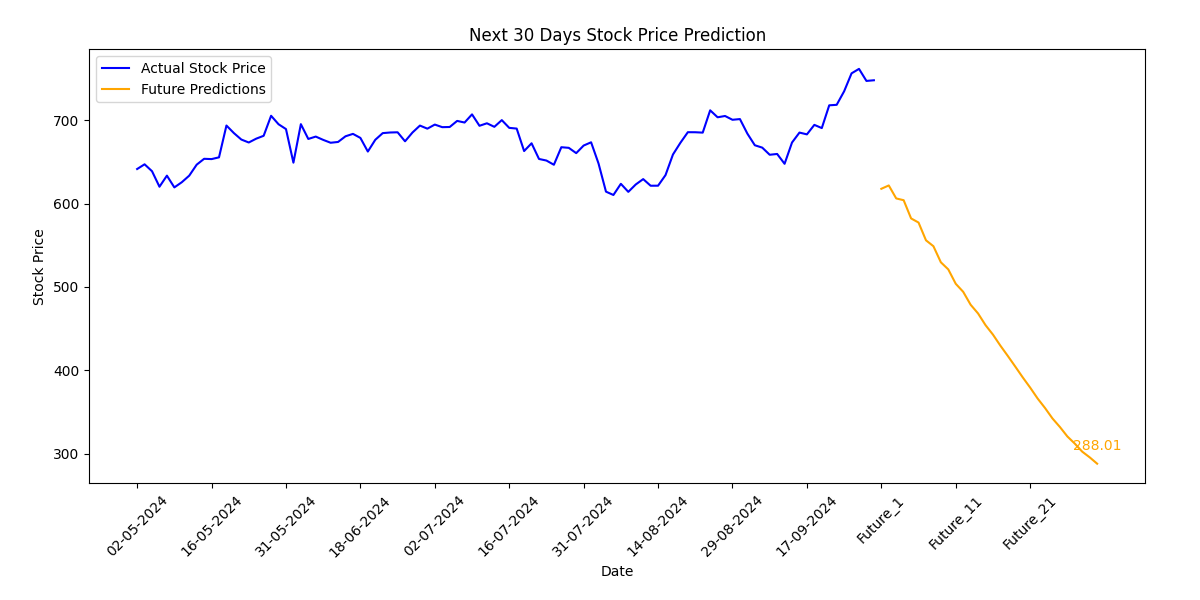 Next 30 Days Stock Price Prediction
Actual Stock Price
Future Predictions
Stock Price
700
600
500
400
300
288.01
02-05-2024
16-05-2024
31-05-2024
18-06-2024
02-07-2024
16-07-2024
31-07-2024
14-08-2024
29-08-2024
17-09-2024
Future_1
Future_11
Future_21
Date